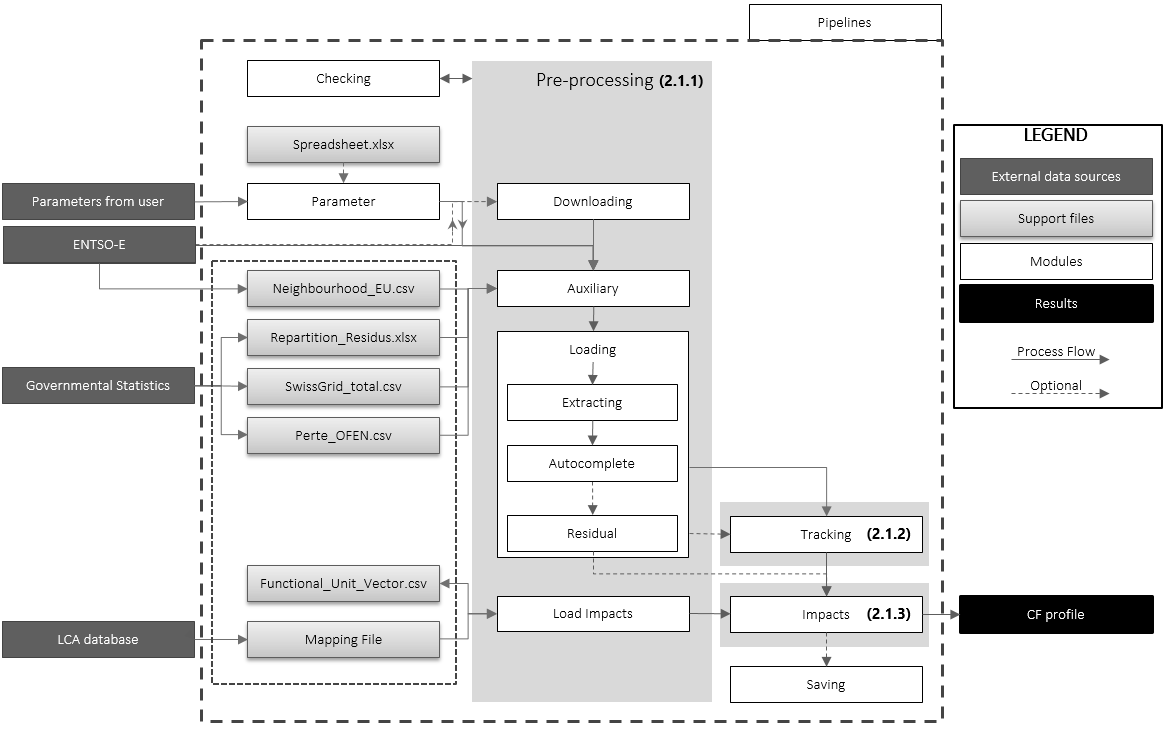 Pipelines
Checking
Pre-processing (2.1.1)
Spreadsheet.xlsx
Parameters from user
Parameter
Downloading
ENTSO-E
Neighbourhood_EU.csv
Auxiliary
Repartition_Residus.xlsx
Loading
Governmental Statistics
SwissGrid_total.csv
Extracting
Perte_OFEN.csv
Autocomplete
Residual
Tracking (2.1.2)
Functional_Unit_Vector.csv
Load Impacts
Impacts (2.1.3)
CF profile
LCA database
Mapping File
Saving
LEGEND
External data sources
Support files
Modules
Results
Process Flow
Optional